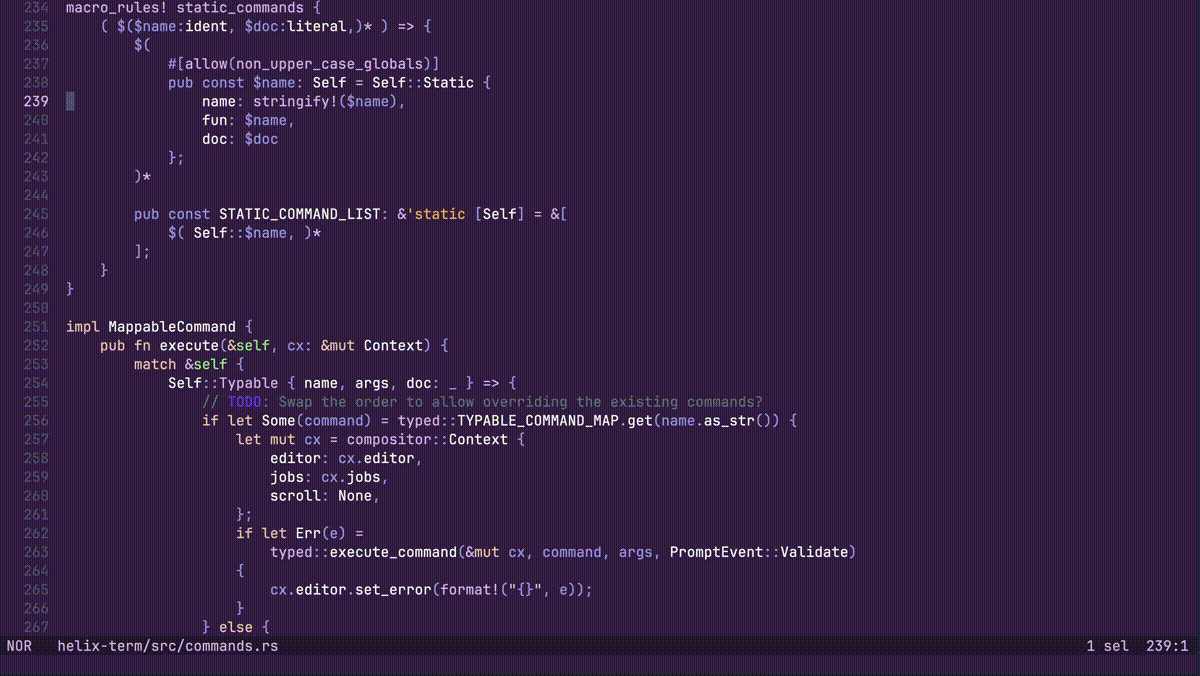 234 macro_rules! static_commands {
235     ( $($name:ident, $doc:literal,)* ) => {
236         $(
237             #[allow(non_upper_case_globals)]
238             pub const $name: Self = Self::Static {
239                 name: stringify!($name),
240                 fun: $name,
241                 doc: $doc
242             };
243         )*
244
245         pub const STATIC_COMMAND_LIST: &'static [Self] = &[
246             $( Self::$name, )*
247         ];
248     }
249 }
250
251 impl MappableCommand {
252     pub fn execute(&self, cx: &mut Context) {
253         match &self {
254             Self::Typable { name, args, doc: _ } => {
255                 // TODO: Swap the order to allow overriding the existing commands?
256                 if let Some(command) = typed::TYPABLE_COMMAND_MAP.get(name.as_str()) {
257                     let mut cx = compositor::Context {
258                         editor: cx.editor,
259                         jobs: cx.jobs,
260                         scroll: None,
261                     };
262                     if let Err(e) =
263                         typed::execute_command(&mut cx, command, args, PromptEvent::Validate)
264                     {
265                         cx.editor.set_error(format!("{}", e));
266                     }
267                 } else {
NOR   helix-term/src/commands.rs   1 sel  239:1